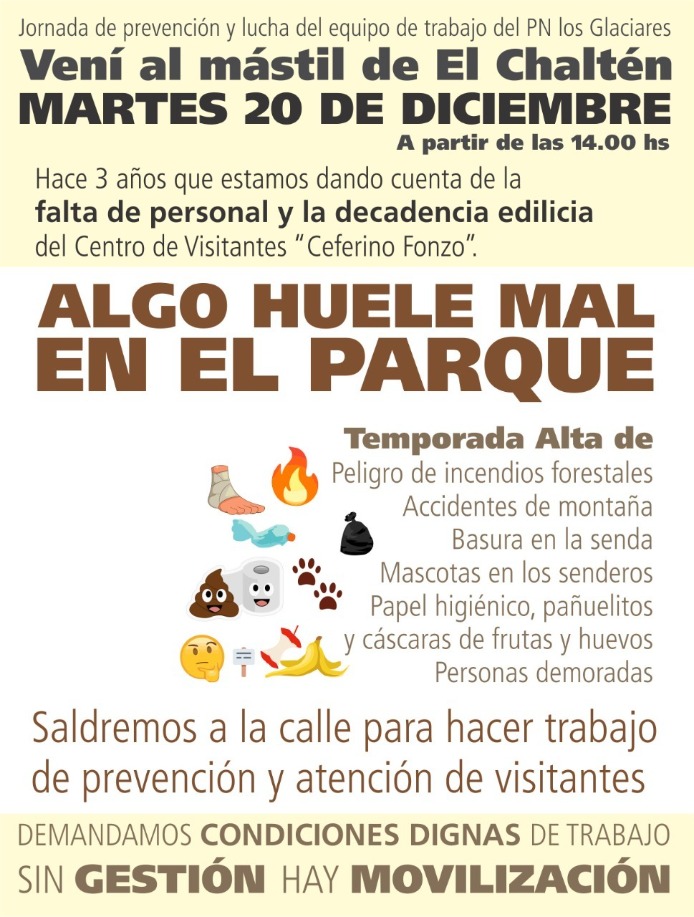 Jornada de prevención y lucha del equipo de trabajo del PN los Glaciares
Vení al mástil de El Chaltén
MARTES 20 DE DICIEMBRE
A partir de las 14.00 hs
Hace 3 años que estamos dando cuenta de la
falta de personal y la decadencia edilicia
del Centro de Visitantes “Ceferino Fonzo”.
ALGO HUELE MAL
EN EL PARQUE
Temporada Alta de
Peligro de incendios forestales
Accidentes de montaña
Basura en la senda
Mascotas en los senderos
Papel higiénico, pañuelitos
y cáscaras de frutas y huevos
Personas demoradas
Saldremos a la calle para hacer trabajo
de prevención y atención de visitantes
DEMANDAMOS CONDICIONES DIGNAS DE TRABAJO
SIN GESTIÓN HAY MOVILIZACIÓN